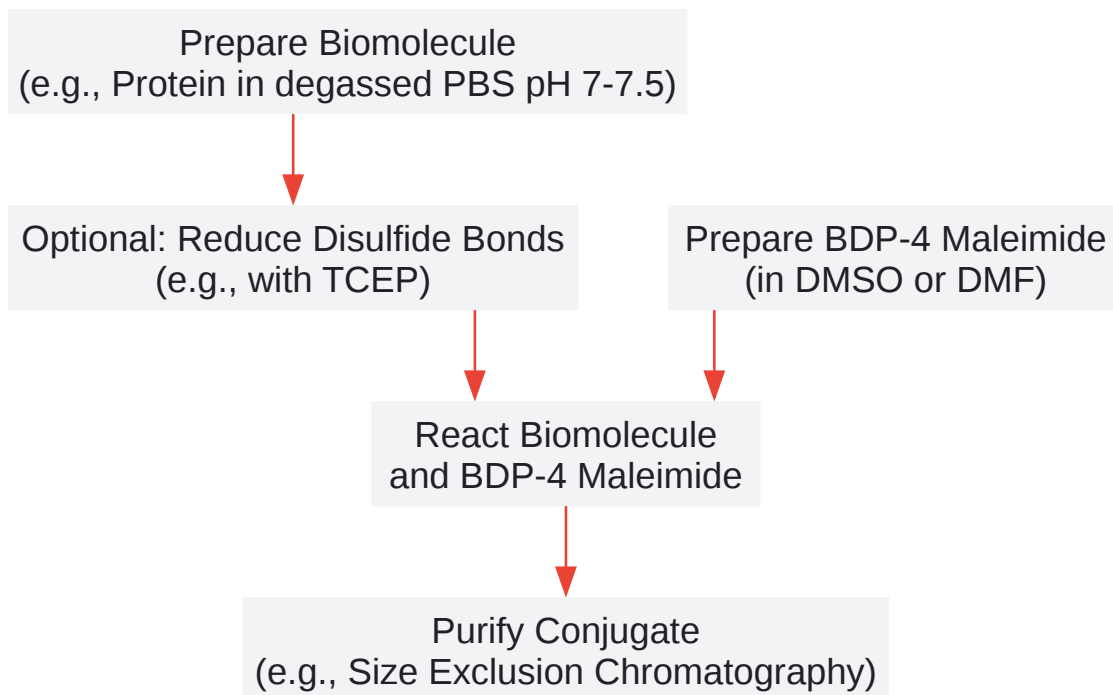 Prepare Biomolecule
(e.g., Protein in degassed PBS pH 7-7.5)
Optional: Reduce Disulfide Bonds
(e.g., with TCEP)
Prepare BDP-4 Maleimide
(in DMSO or DMF)
React Biomolecule
and BDP-4 Maleimide
Purify Conjugate
(e.g., Size Exclusion Chromatography)